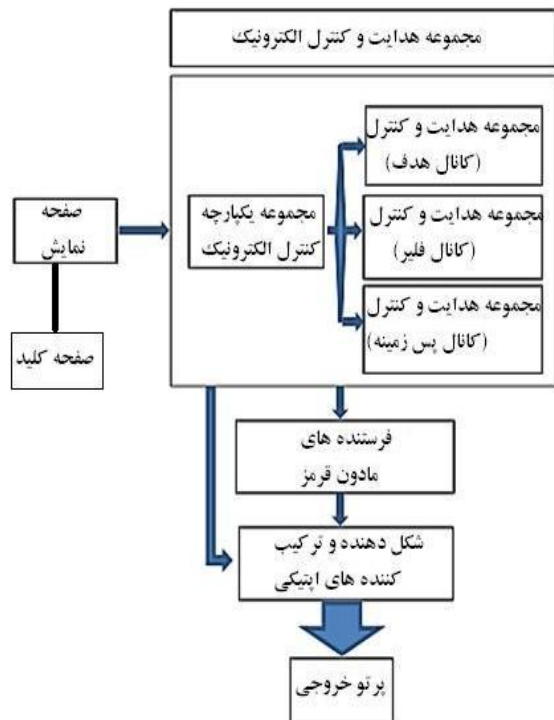 مجموعه هدایت و کنترل الکترونیک
مجموعه هدایت و کنترل
(کانال هدف)
صفحه
نمایش
مجموعه یکپارچه
کنترل الکترونیک
مجموعه هدایت و کنترل
(کانال فلیر)
مجموعه هدایت و کنترل
(کانال پس زمینه)
صفحه کلید
فرستنده های
مادون قرمز
شکل دهنده و ترکیب
کننده های اپتیکی
پرتو خروجی